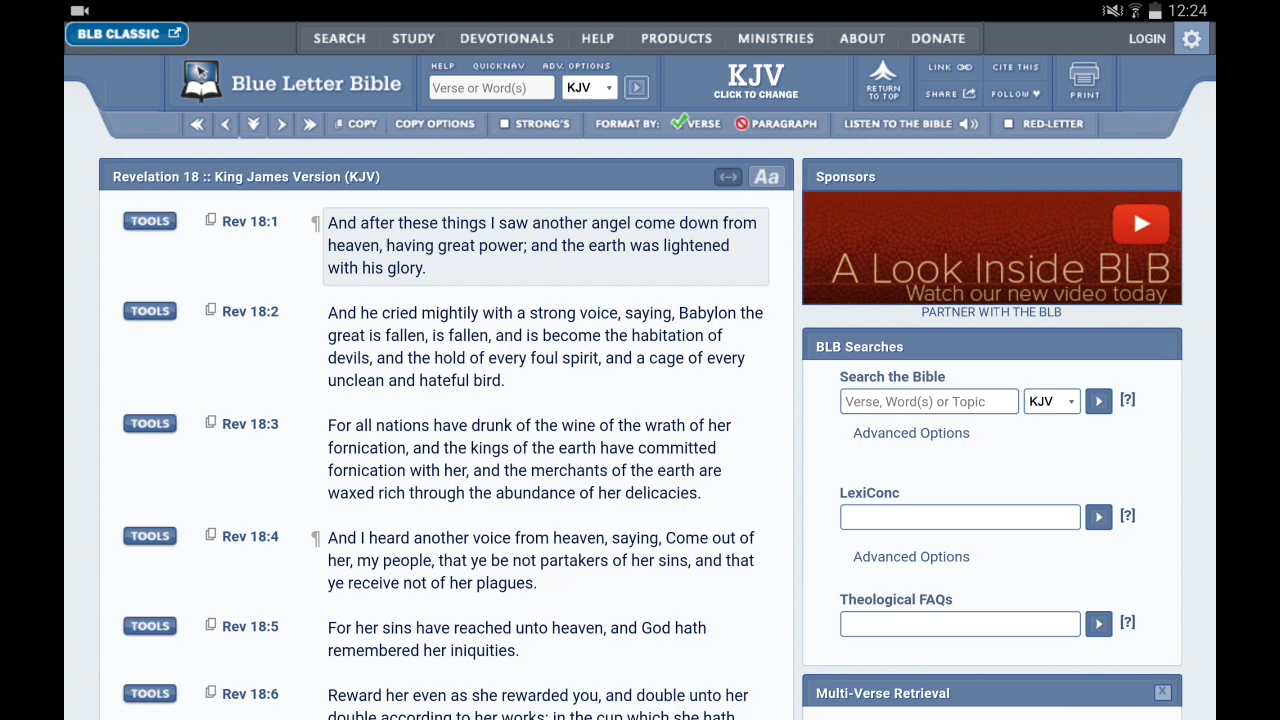 12:24
BLB CLASSIC
SEARCH STUDY DEVOTIONALS HELP PRODUCTS MINISTRIES ABOUT DONATE LOGIN
HELP QUICKNAV ADV. OPTIONS
Blue Letter Bible
Verse or Word(s) KJV
KJV
CLICK TO CHANGE
RETURN
TO TOP
LINK CITE THIS
SHARE FOLLOW
PRINT
COPY COPY OPTIONS STRONG'S FORMAT BY: VERSE PARAGRAPH LISTEN TO THE BIBLE RED-LETTER
Revelation 18 :: King James Version (KJV) Aa
TOOLS Rev 18:1 ¶ And after these things I saw another angel come down from
heaven, having great power; and the earth was lightened
with his glory.
TOOLS Rev 18:2 And he cried mightily with a strong voice, saying, Babylon the
great is fallen, is fallen, and is become the habitation of
devils, and the hold of every foul spirit, and a cage of every
unclean and hateful bird.
TOOLS Rev 18:3 For all nations have drunk of the wine of the wrath of her
fornication, and the kings of the earth have committed
fornication with her, and the merchants of the earth are
waxed rich through the abundance of her delicacies.
TOOLS Rev 18:4 ¶ And I heard another voice from heaven, saying, Come out of
her, my people, that ye be not partakers of her sins, and that
ye receive not of her plagues.
TOOLS Rev 18:5 For her sins have reached unto heaven, and God hath
remembered her iniquities.
TOOLS Rev 18:6 Reward her even as she rewarded you, and double unto her
double according to her works: in the cup which she hath
Sponsors
A Look Inside BLB
Watch our new video today
PARTNER WITH THE BLB
BLB Searches
Search the Bible
Verse, Word(s) or Topic KJV [?]
Advanced Options
LexiConc
[?]
Advanced Options
Theological FAQs
[?]
Multi-Verse Retrieval X